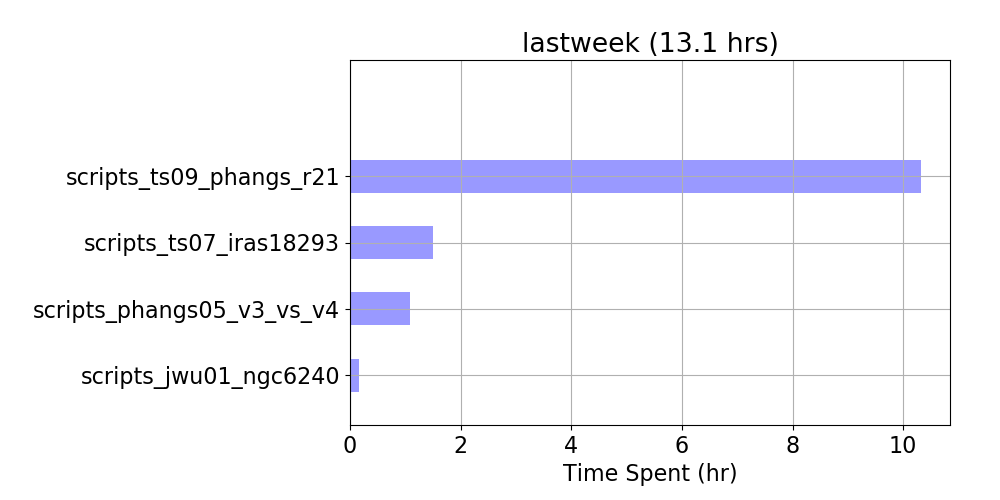 lastweek (13.1 hrs)
scripts_ts09_phangs_r21
scripts_ts07_iras18293
scripts_phangs05_v3_vs_v4
scripts_jwu01_ngc6240
0 2 4 6 8 10
Time Spent (hr)